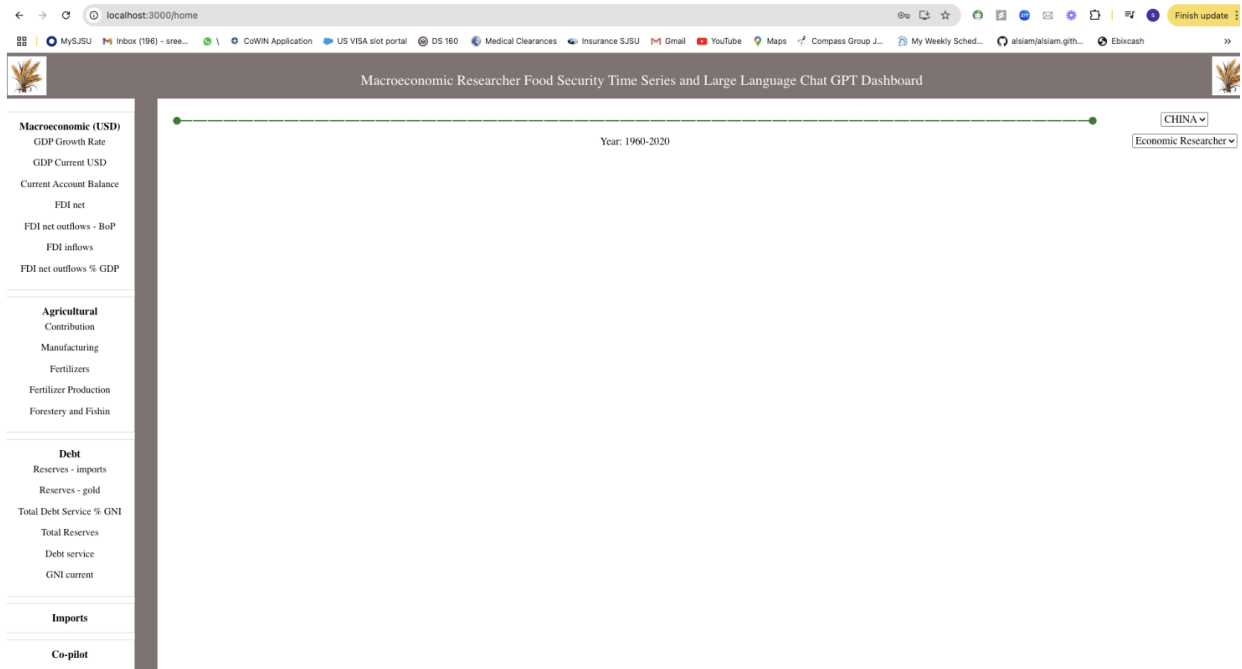 localhost:3000/home
Finish update
MySJSU
Inbox (196) - sree...
\
CoWIN Application
US VISA slot portal
DS 160
Medical Clearances
Insurance SJSU
Gmail
YouTube
Maps
Compass Group J...
My Weekly Sched...
alsiam/alsiam.gith...
Ebixcash
»
Macroeconomic Researcher Food Security Time Series and Large Language Chat GPT Dashboard
Macroeconomic (USD)
GDP Growth Rate
GDP Current USD
Current Account Balance
FDI net
FDI net outflows - BoP
FDI inflows
FDI net outflows % GDP
Agricultural
Contribution
Manufacturing
Fertilizers
Fertilizer Production
Forestery and Fishin
Debt
Reserves - imports
Reserves - gold
Total Debt Service % GNI
Total Reserves
Debt service
GNI current
Imports
Co-pilot
Year: 1960-2020
CHINA
Economic Researcher